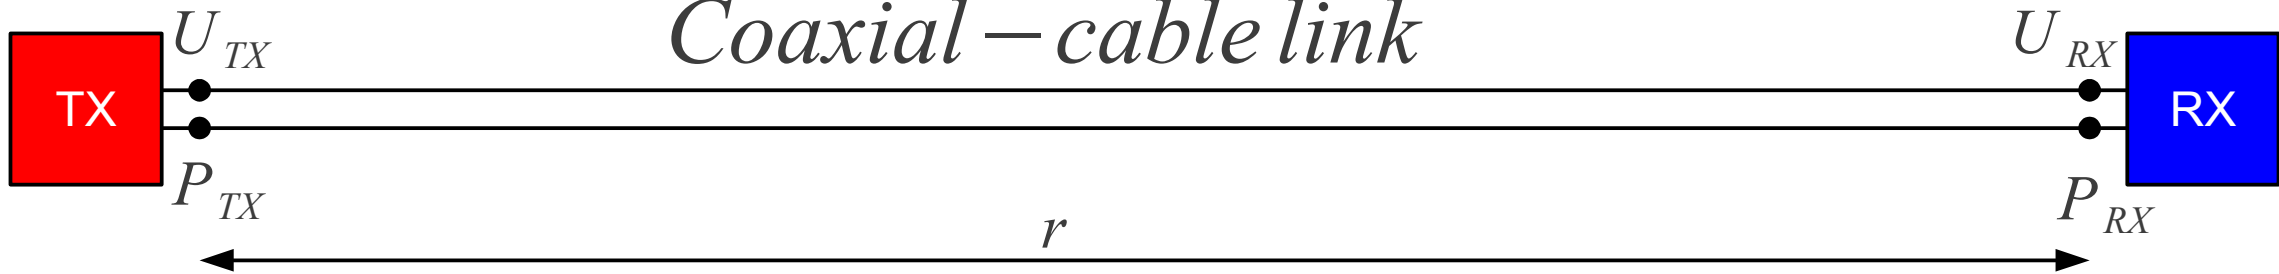 Coaxial – cable link
U TX
U RX
TX
RX
P TX
P RX
r